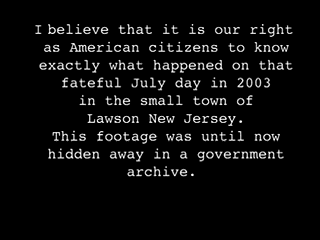 I believe that it is our right
as American citizens to know
exactly what happened on that
fateful July day in 2003
in the small town of
Lawson New Jersey.
This footage was until now
hidden away in a government
archive.